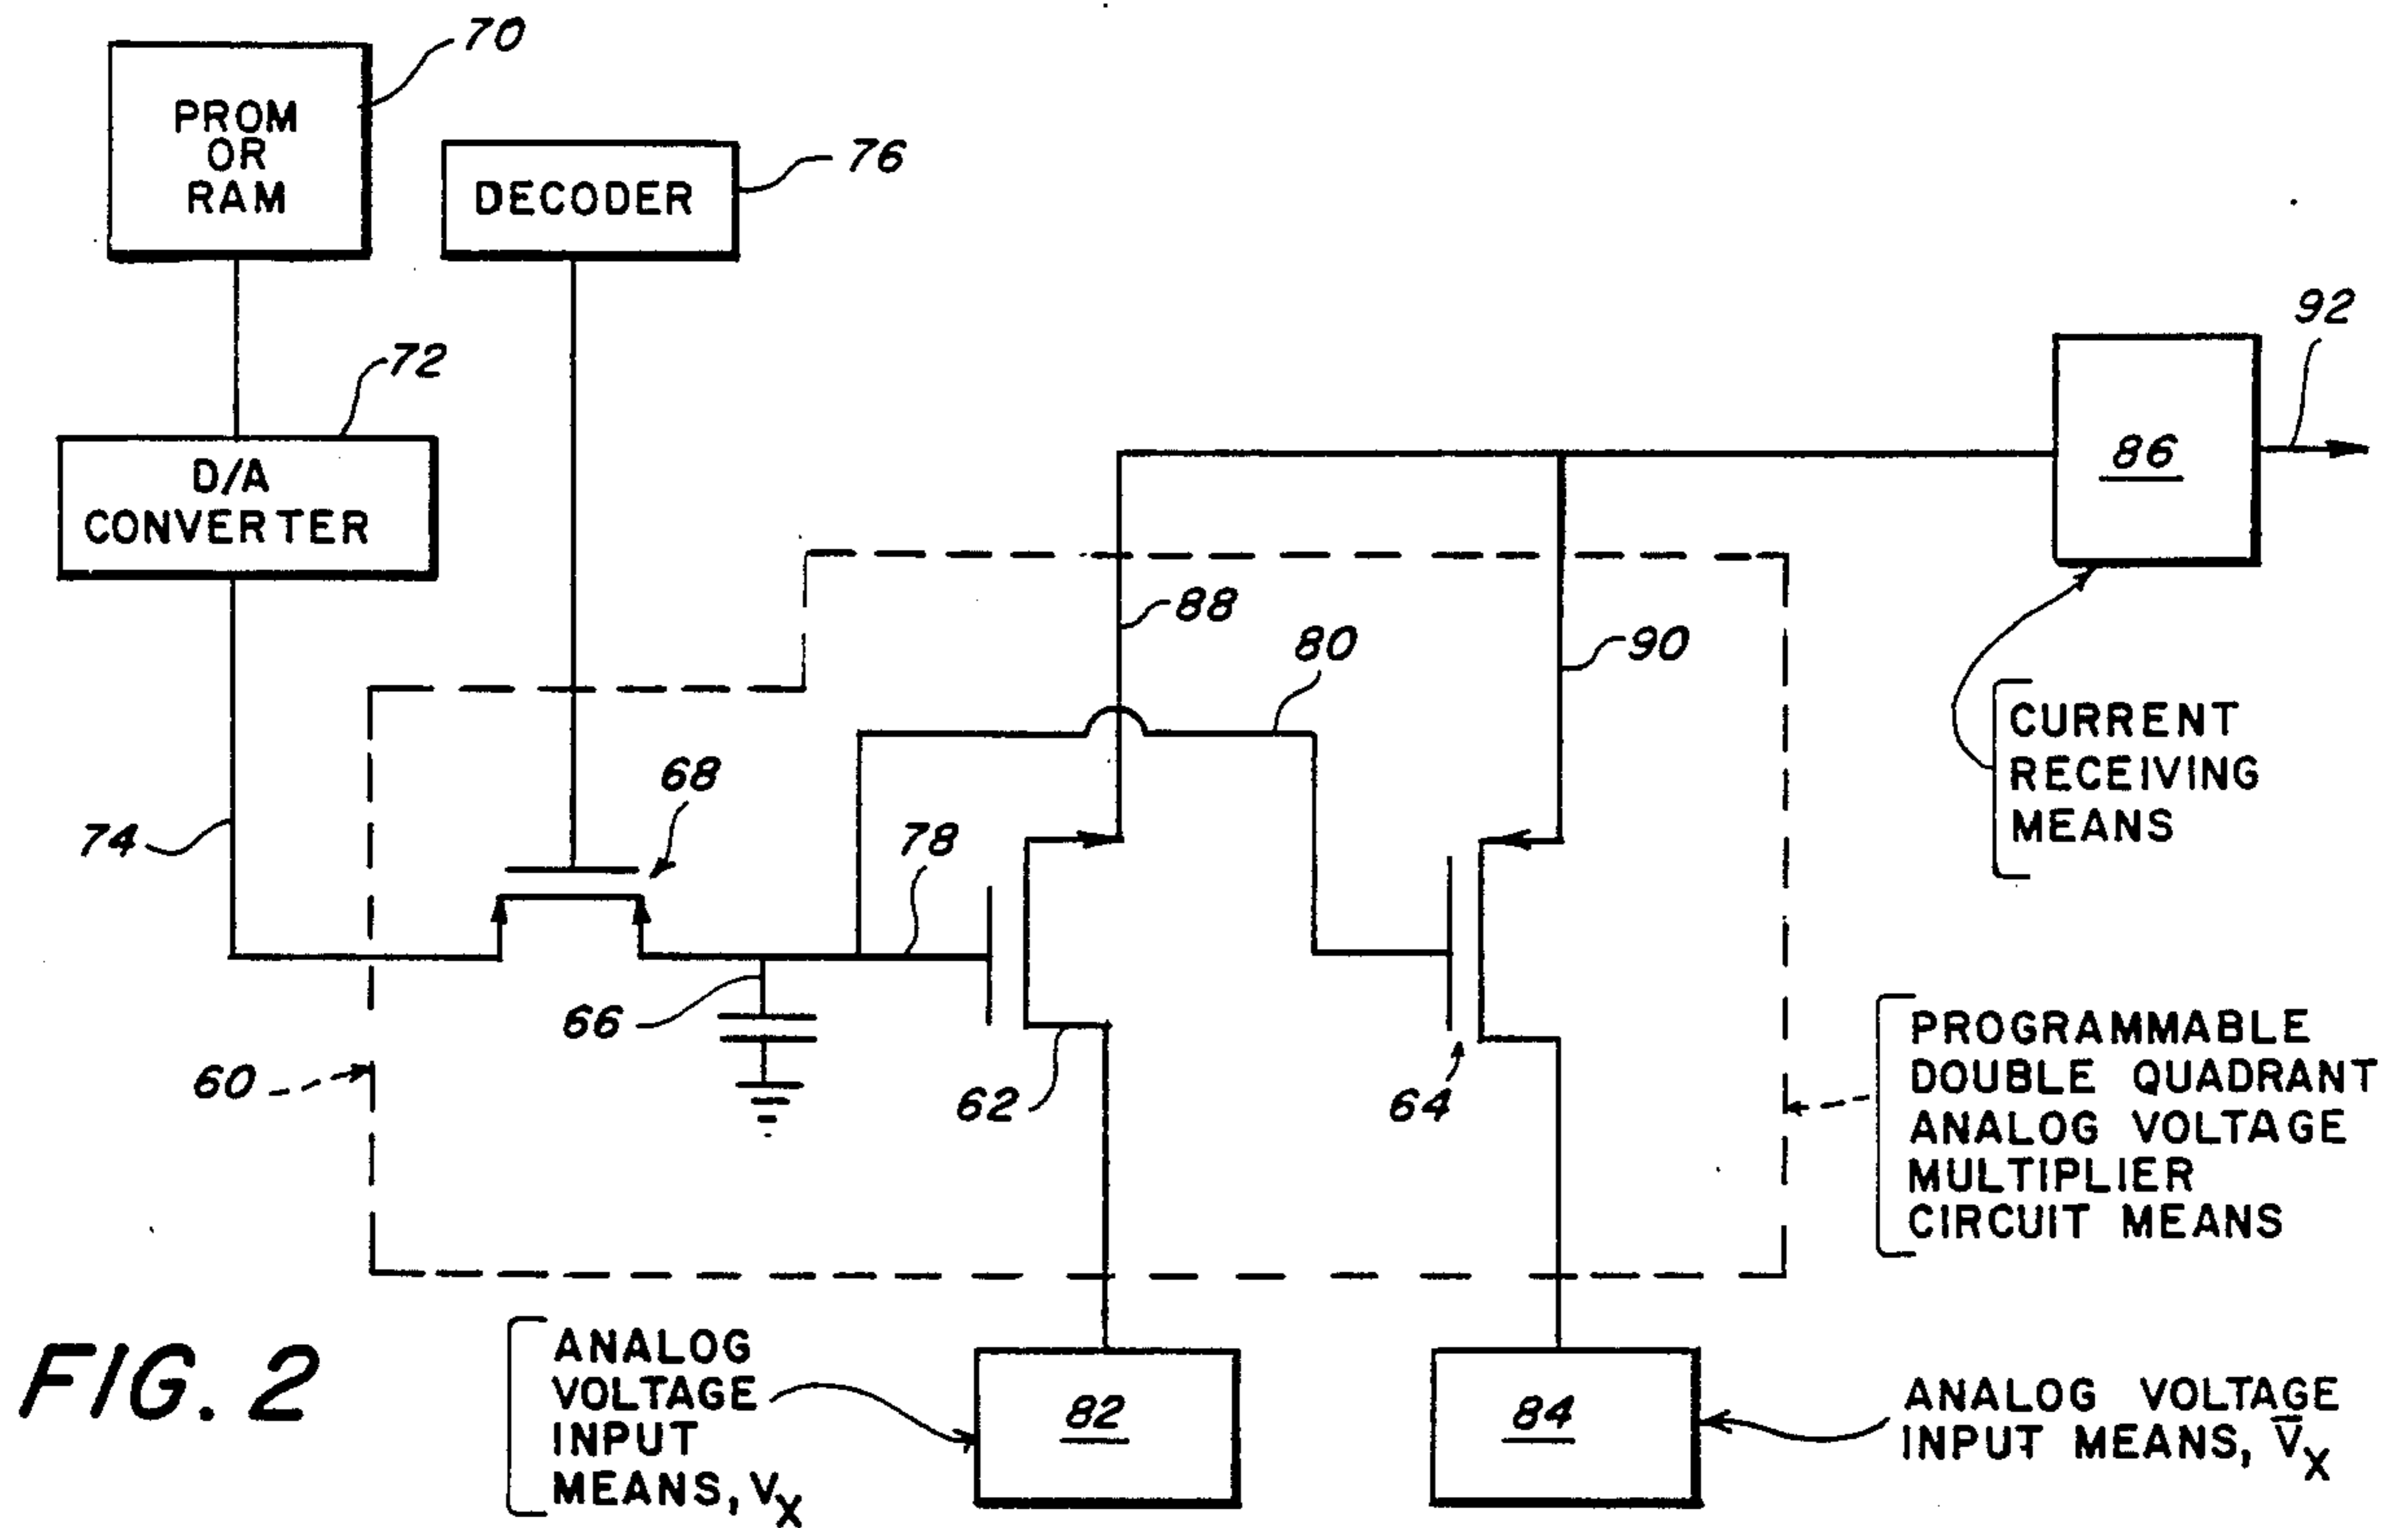 70
PROM
OR
RAM
76
DECODER
92
72
D/A
CONVERTER
86
88
80
90
CURRENT
RECEIVING
MEANS
68
74
78
66
60
62
64
PROGRAMMABLE
DOUBLE QUADRANT
ANALOG VOLTAGE
MULTIPLIER
CIRCUIT MEANS
FIG. 2
ANALOG
VOLTAGE
INPUT
MEANS, VX
82
84
ANALOG VOLTAGE
INPUT MEANS, V̅X